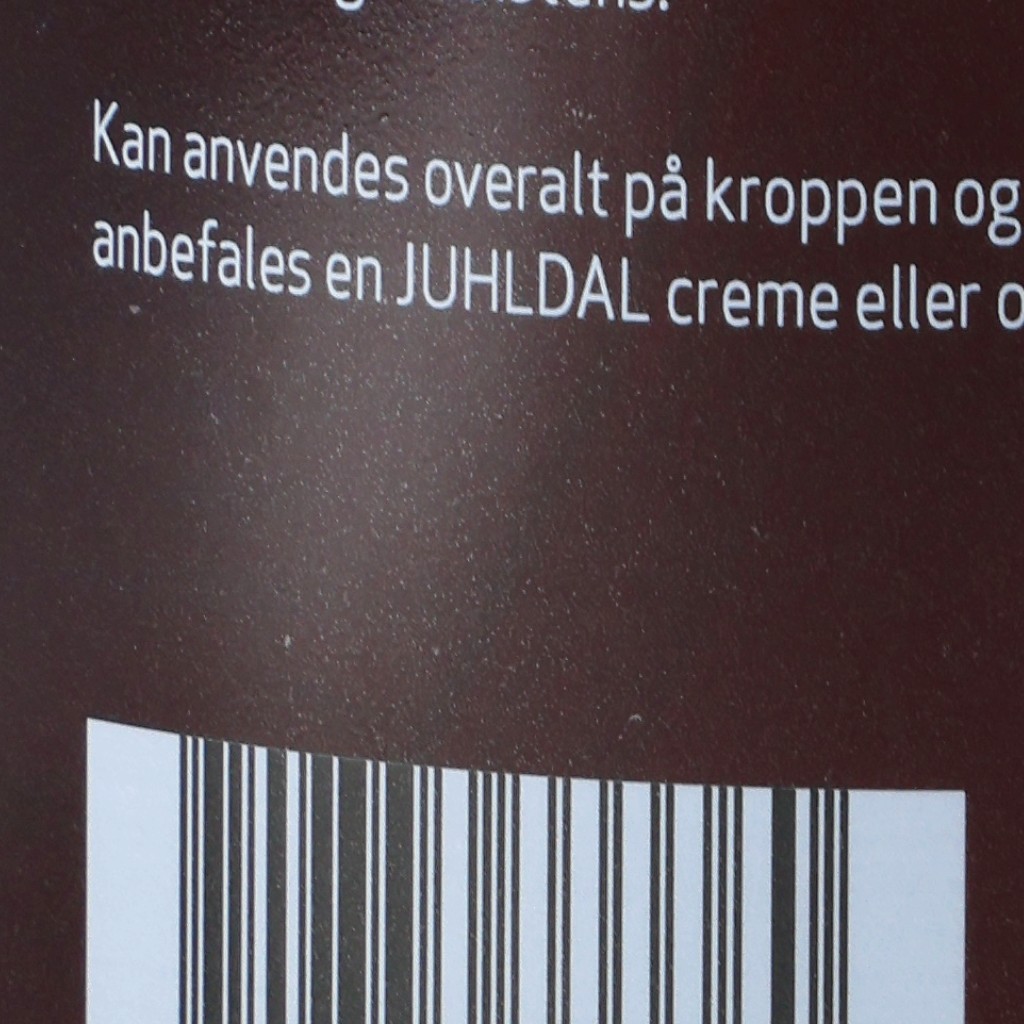 Kan anvendes overalt på kroppen og
anbefales en JUHLDAL creme eller